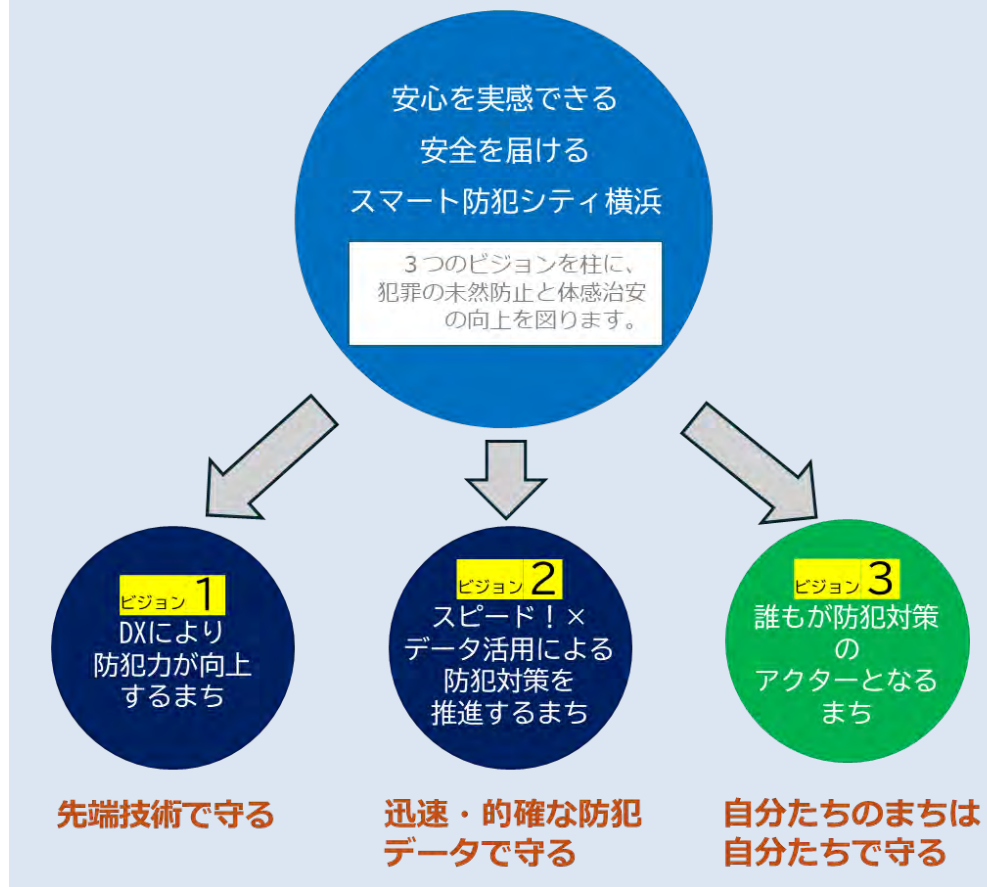 安心を実感できる
安全を届ける
スマート防犯シティ横浜
３つのビジョンを柱に、
犯罪の未然防止と体感治安
の向上を図ります。
ビジョン 1
DXにより
防犯力が向上
するまち
ビジョン 2
スピード！×
データ活用による
防犯対策を
推進するまち
ビジョン 3
誰もが防犯対策
の
アクターとなる
まち
先端技術で守る
迅速・的確な防犯
データで守る
自分たちのまちは
自分たちで守る